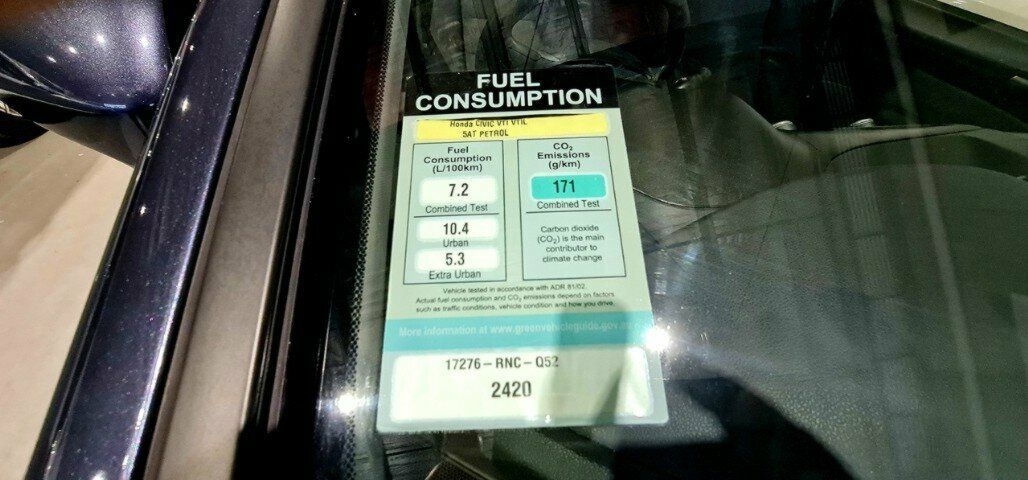 FUEL
CONSUMPTION
Honda CIVIC VTI VTIL
5AT PETROL
Fuel
Consumption
(L/100km)
7.2
Combined Test
10.4
Urban
5.3
Extra Urban
CO2
Emissions
(g/km)
171
Combined Test
Carbon dioxide
(CO2) is the main
contributor to
climate change
Vehicle tested in accordance with ADR 81/02.
Actual fuel consumption and CO2 emissions depend on factors
such as traffic conditions, vehicle condition and how you drive.
More information at www.greenvehicleguide.gov.au
17276-RNC-Q52
2420